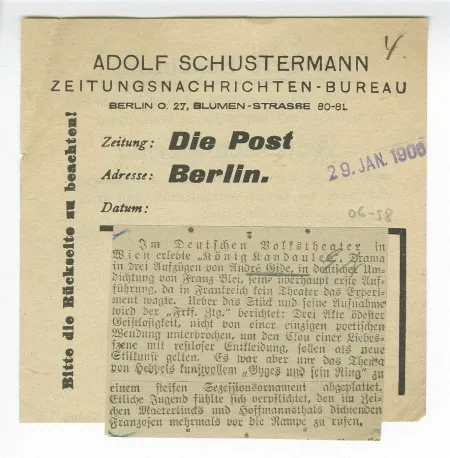 4.
ADOLF SCHUSTERMANN
ZEITUNGSNACHRICHTEN-BUREAU
BERLIN O. 27, BLUMEN-STRASSE 80-81.
Bitte die Rückseite zu beachten!
Zeitung: Die Post
Adresse: Berlin.
29. JAN. 1906
Datum:
06-58
Im Deutschen Volkstheater in
Wien erlebte „König Kandaules", Drama
in drei Aufzügen von André Gide, in deutscher Um-
dichtung von Franz Blei, seine überhaupt erste Auf-
führung, da in Frankreich kein Theater das Experi-
ment wagte. Ueber das Stück und seine Aufnahme
wird der „Frkf. Ztg." berichtet: Drei Akte ödester
Geistlosigkeit, nicht von einer einzigen poetischen
Wendung unterbrochen, um den Clou einer Liebes-
szene mit restloser Entkleidung, sollen als neue
Stilkunst gelten. Es war aber nur das Thema
von Hebbels kunstvollem „Gyges und sein Ring" zu
einem steifen Sezessionsornament abgeplattet.
Etliche Jugend fühlte sich verpflichtet, den im Zei-
chen Maeterlincks und Hoffmannsthals dichtenden
Franzosen mehrmals vor die Rampe zu rufen.